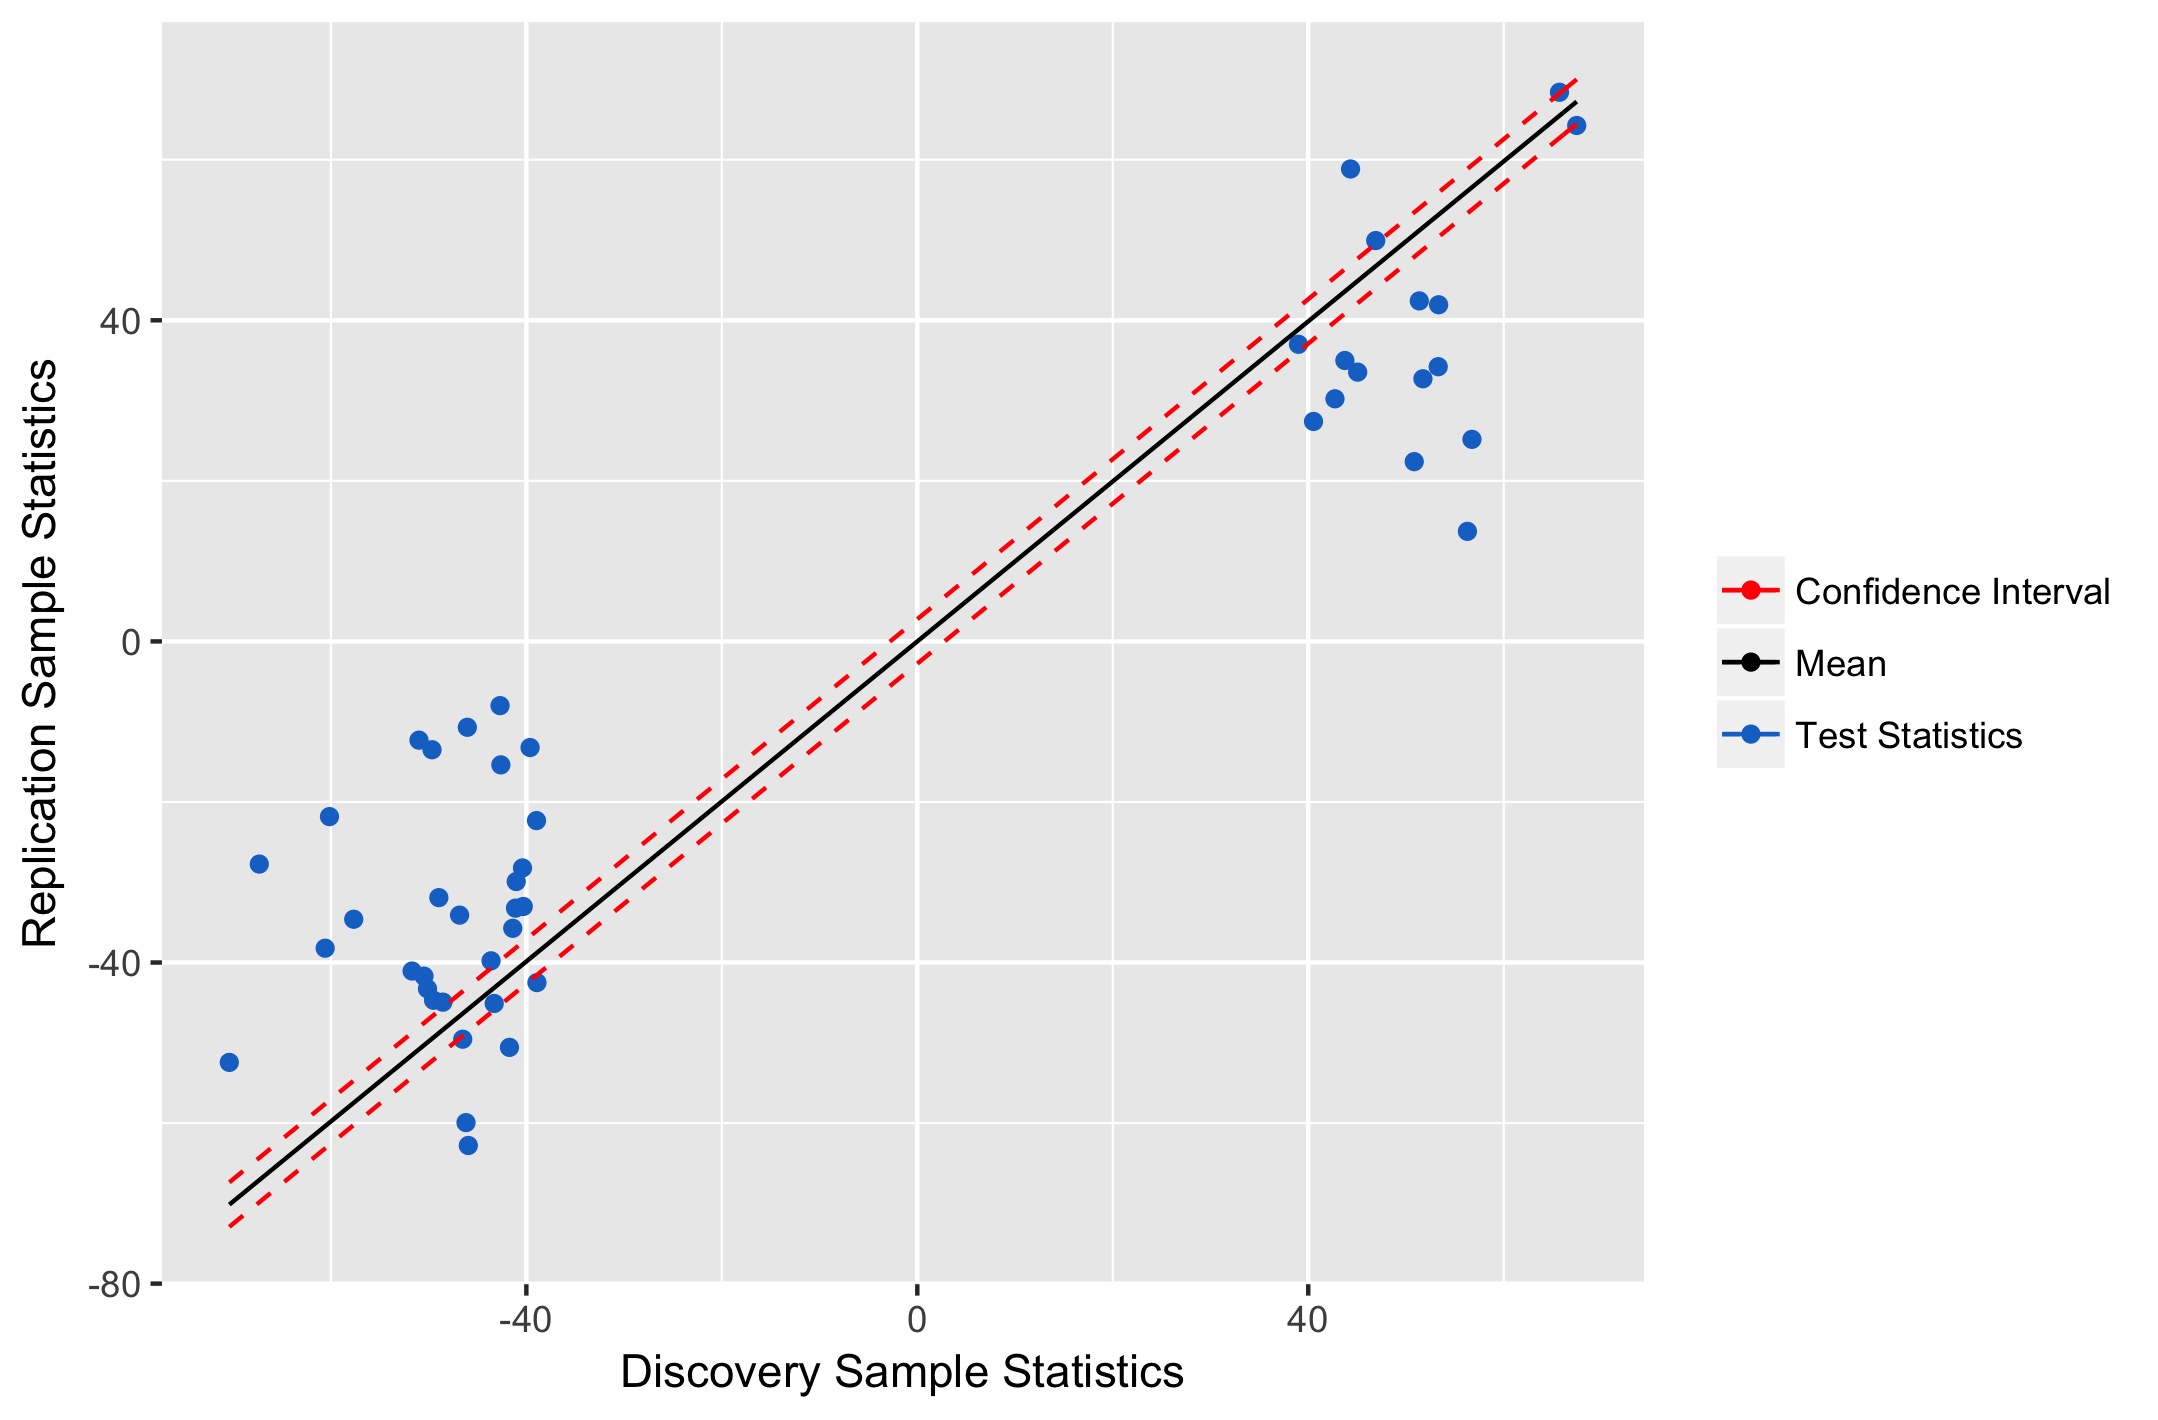 Replication Sample Statistics
40
0
-40
-80
-40
0
40
Discovery Sample Statistics
Confidence Interval
Mean
Test Statistics